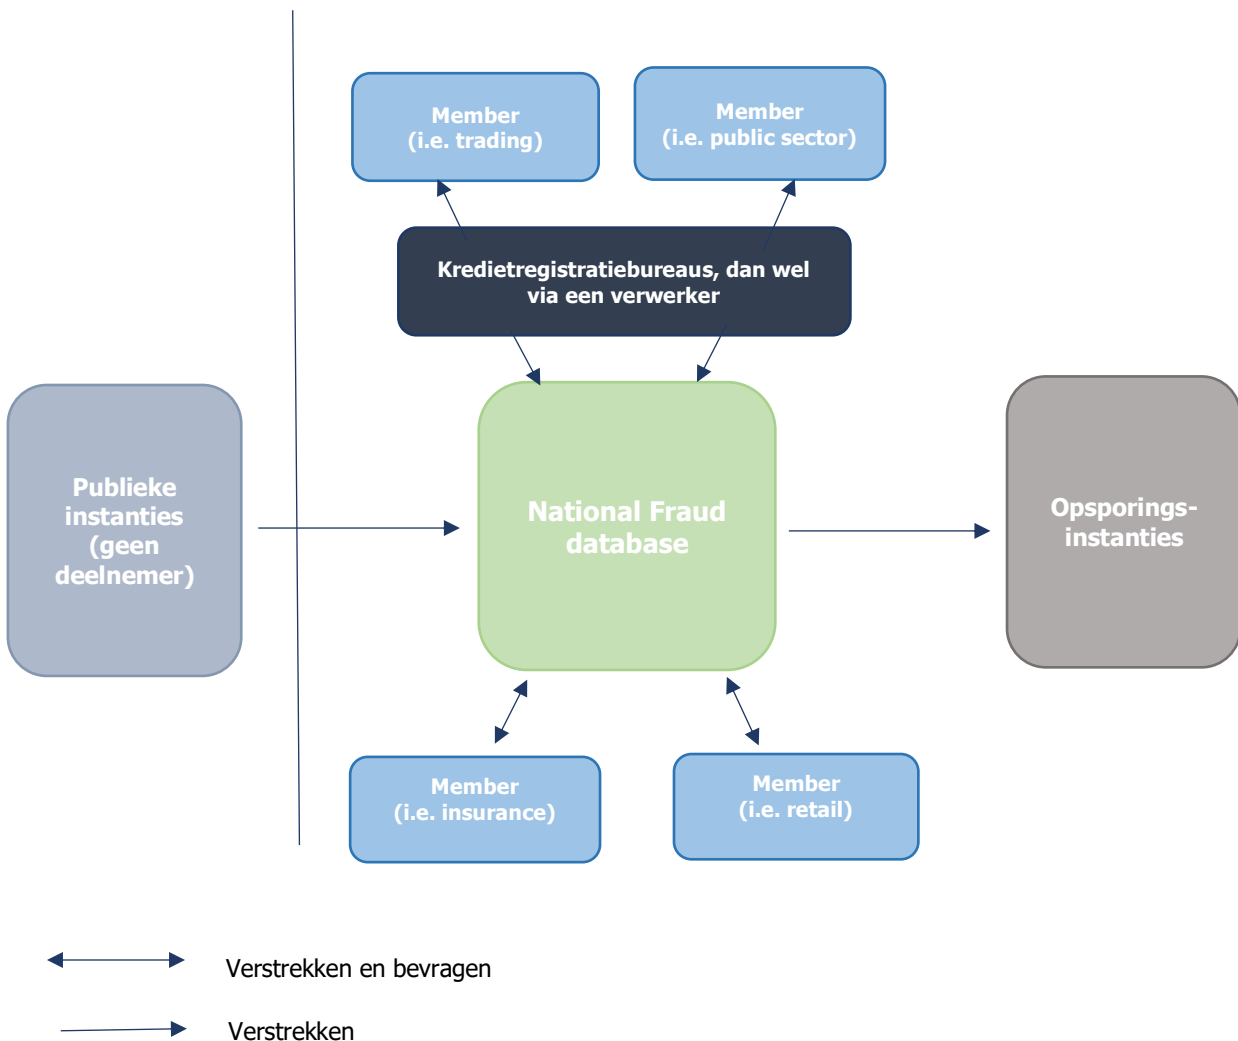 Member
(i.e. trading)
Member
(i.e. public sector)
Kredietregistratiebureaus, dan wel
via een verwerker
Publieke
instanties
(geen
deelnemer)
National Fraud
database
Opsporings-
instanties
Member
(i.e. insurance)
Member
(i.e. retail)
Verstrekken en bevragen
Verstrekken